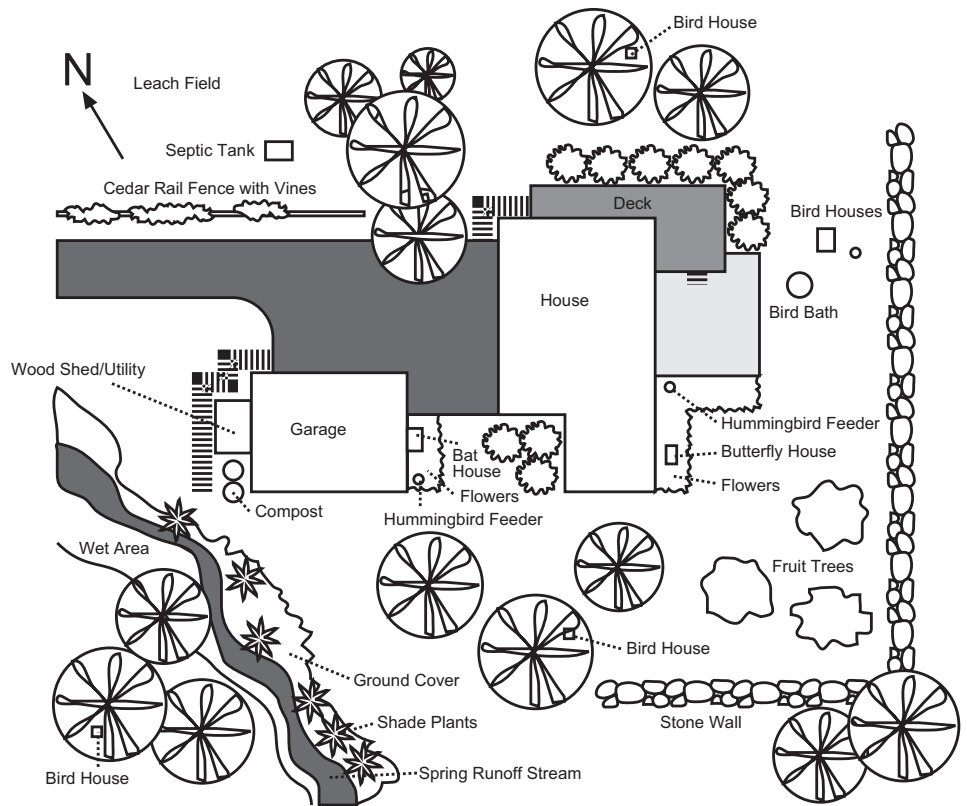 Bird House
N
Leach Field
Septic Tank
Cedar Rail Fence with Vines
Deck
Bird Houses
House
Bird Bath
Wood Shed/Utility
Hummingbird Feeder
Garage
Bat
House
Butterfly House
Flowers
Flowers
Compost
Hummingbird Feeder
Wet Area
Fruit Trees
Bird House
Ground Cover
Shade Plants
Stone Wall
Bird House
Spring Runoff Stream